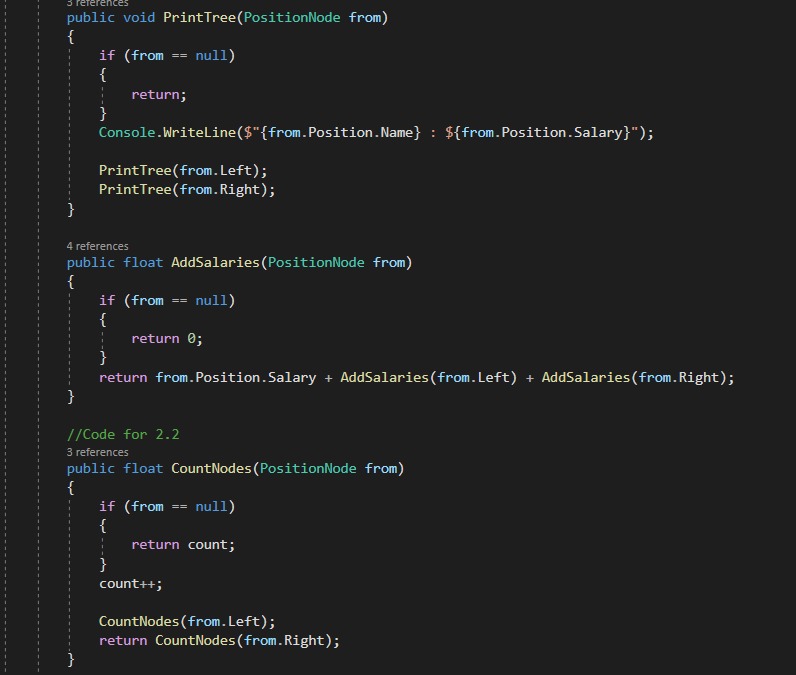 3 references
public void PrintTree(PositionNode from)
{
if (from == null)
{
return;
}
Console.WriteLine($"{from.Position.Name} : ${from.Position.Salary}");
PrintTree(from.Left);
PrintTree(from.Right);
}
4 references
public float AddSalaries(PositionNode from)
{
if (from == null)
{
return 0;
}
return from.Position.Salary + AddSalaries(from.Left) + AddSalaries(from.Right);
}
//Code for 2.2
3 references
public float CountNodes(PositionNode from)
{
if (from == null)
{
return count;
}
count++;
CountNodes(from.Left);
return CountNodes(from.Right);
}